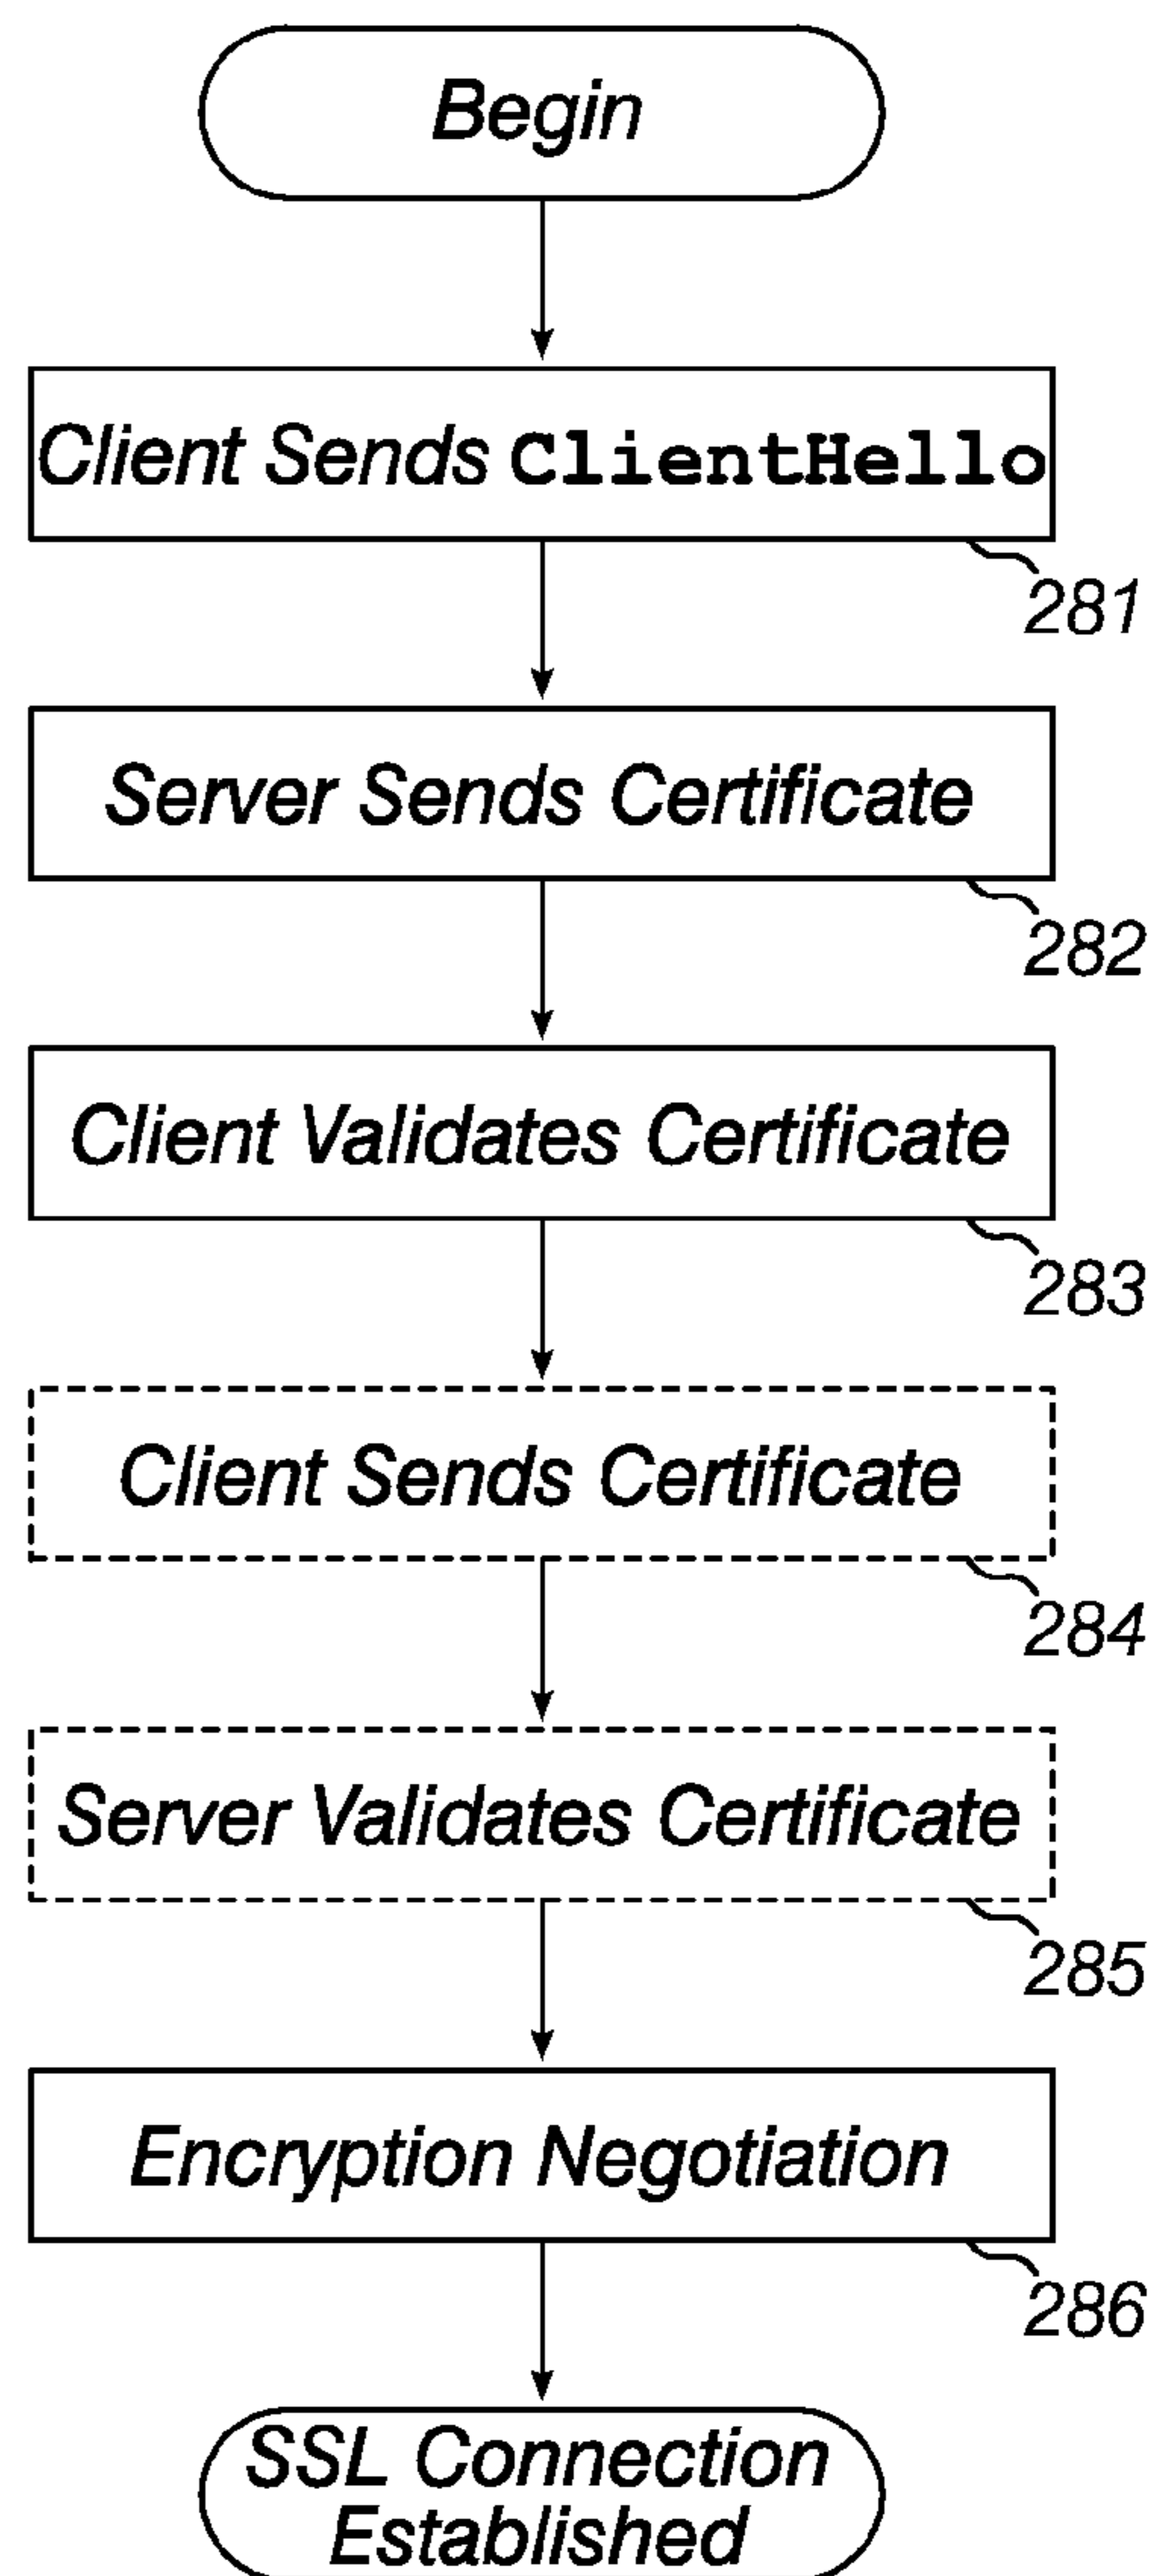 Begin
Client Sends ClientHello
281
Server Sends Certificate
282
Client Validates Certificate
283
Client Sends Certificate
284
Server Validates Certificate
285
Encryption Negotiation
286
SSL Connection
Established